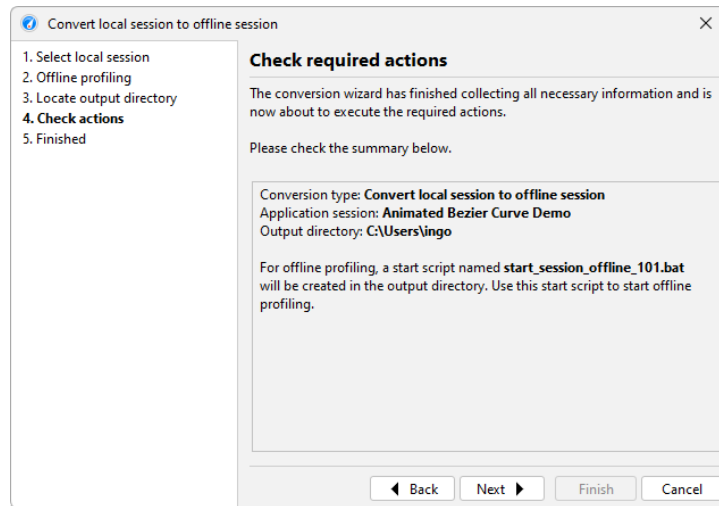 Convert local session to offline session
1. Select local session
2. Offline profiling
3. Locate output directory
4. Check actions
5. Finished
Check required actions
The conversion wizard has finished collecting all necessary information and is
now about to execute the required actions.
Please check the summary below.
Conversion type: Convert local session to offline session
Application session: Animated Bezier Curve Demo
Output directory: C:\Users\ingo
For offline profiling, a start script named start_session_offline_101.bat
will be created in the output directory. Use this start script to start offline
profiling.
Back Next Finish Cancel